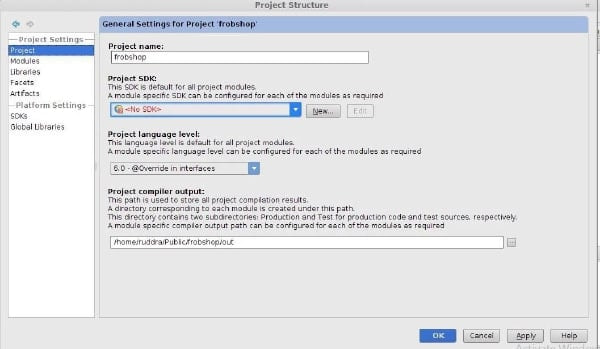 Project Structure
General Settings for Project 'frobshop'
Project Settings
Project
Modules
Libraries
Facets
Artifacts
Platform Settings
SDKs
Global Libraries
Project name:
frobshop
Project SDK:
This SDK is default for all project modules.
A module specific SDK can be configured for each of the modules as required
<No SDK>
New...
Edit
Project language level:
This language level is default for all project modules.
A module specific language level can be configured for each of the modules as required
6.0 - @Override in interfaces
Project compiler output:
This path is used to store all project compilation results.
A directory corresponding to each module is created under this path.
This directory contains two subdirectories: Production and Test for production code and test sources, respectively.
A module specific compiler output path can be configured for each of the modules as required
/home/ruddra/Public/frobshop/out
...
OK
Cancel
Apply
Help